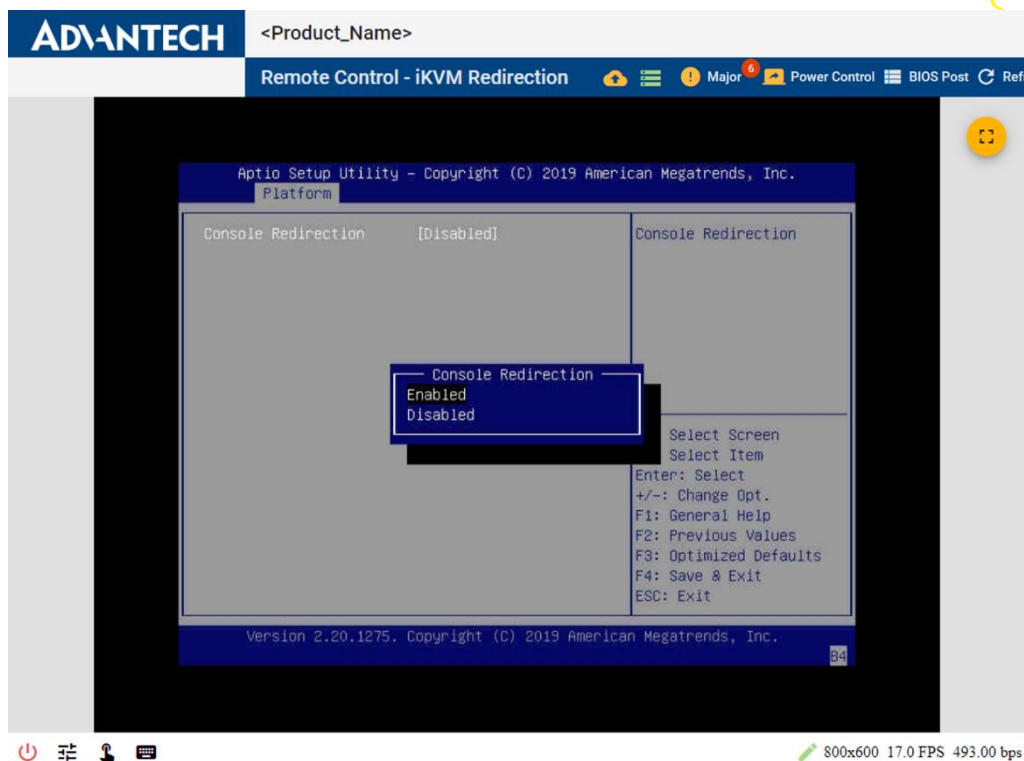 ADVANTECH
<Product_Name>
Remote Control - iKVM Redirection
Major
6
Power Control
BIOS Post
Aptio Setup Utility – Copyright (C) 2019 American Megatrends, Inc.
Platform
Console Redirection [Disabled]
Console Redirection
Console Redirection
Enabled
Disabled
Select Screen
Select Item
Enter: Select
+/-: Change Opt.
F1: General Help
F2: Previous Values
F3: Optimized Defaults
F4: Save & Exit
ESC: Exit
Version 2.20.1275. Copyright (C) 2019 American Megatrends, Inc.
B4
800x600 17.0 FPS 493.00 bps